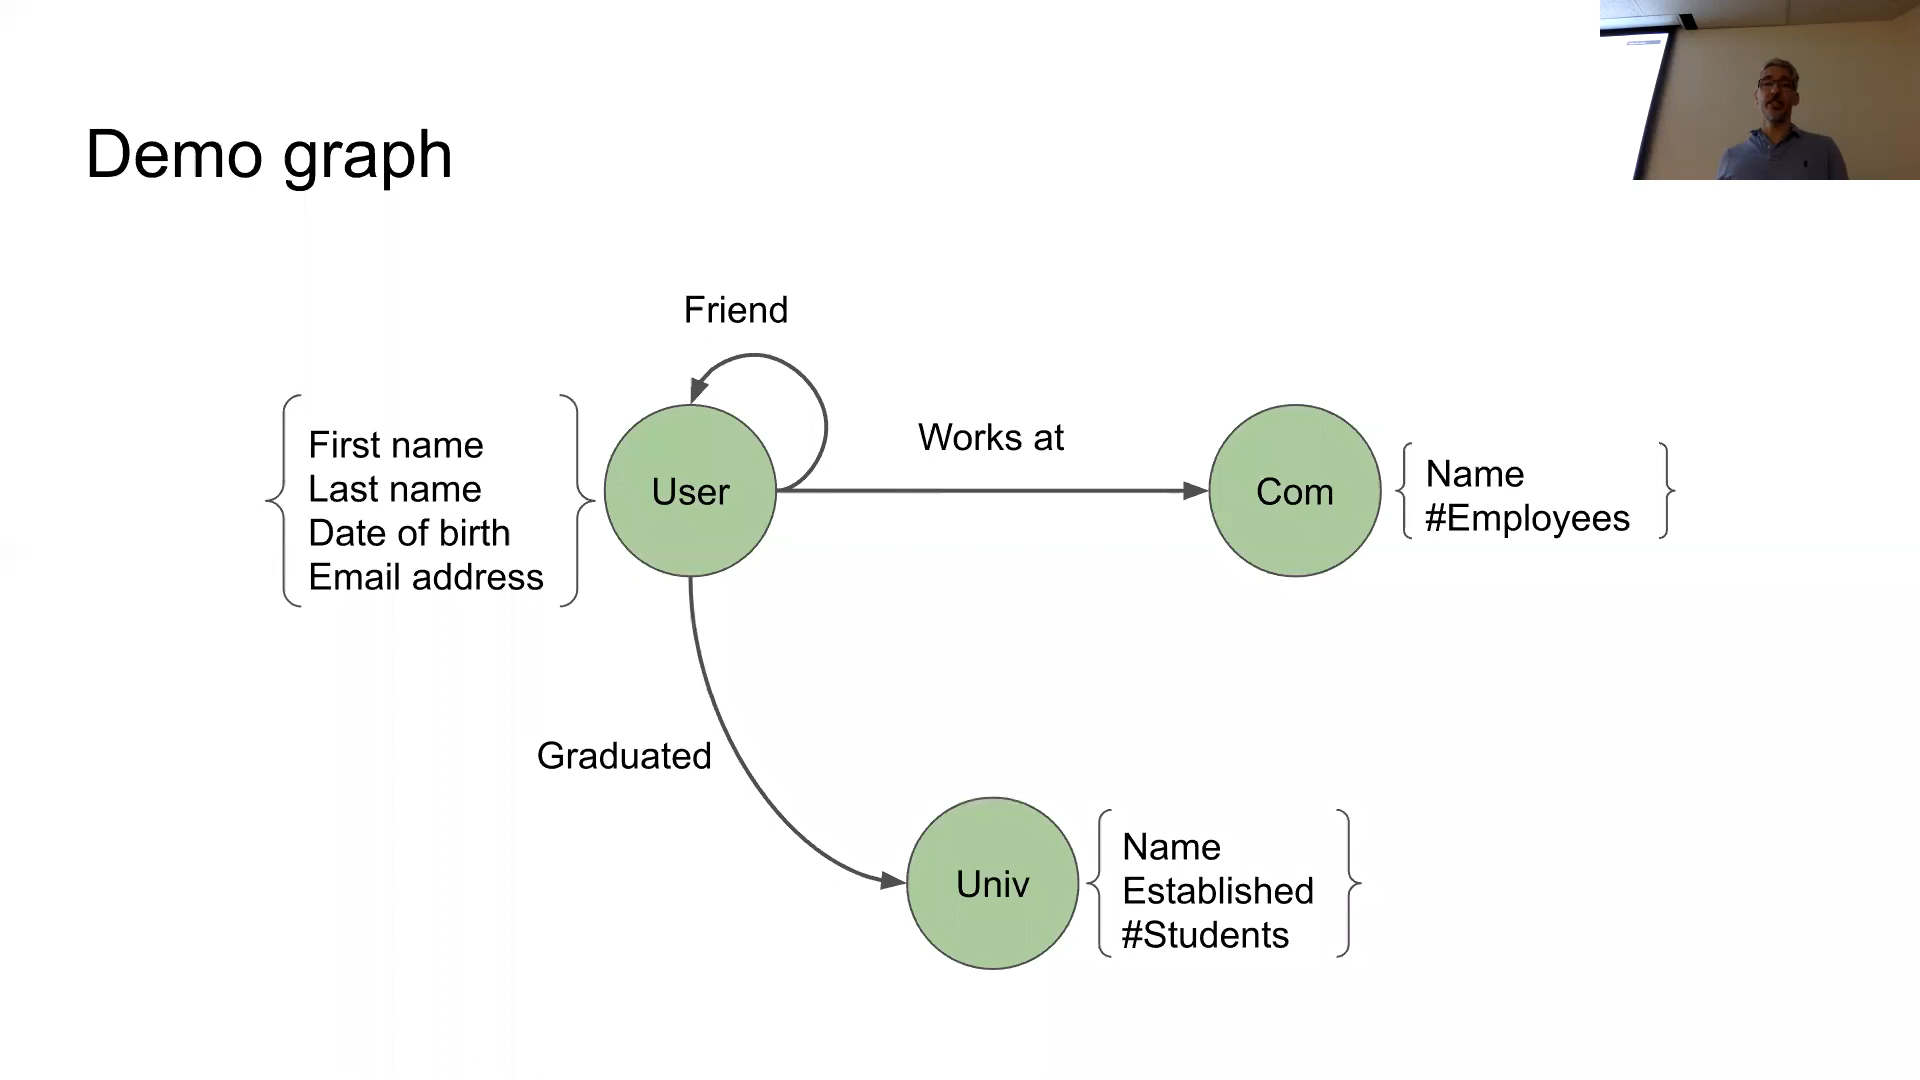 Demo graph
Friend
First name
Last name
Date of birth
Email address
User
Works at
Com
Name
#Employees
Graduated
Univ
Name
Established
#Students